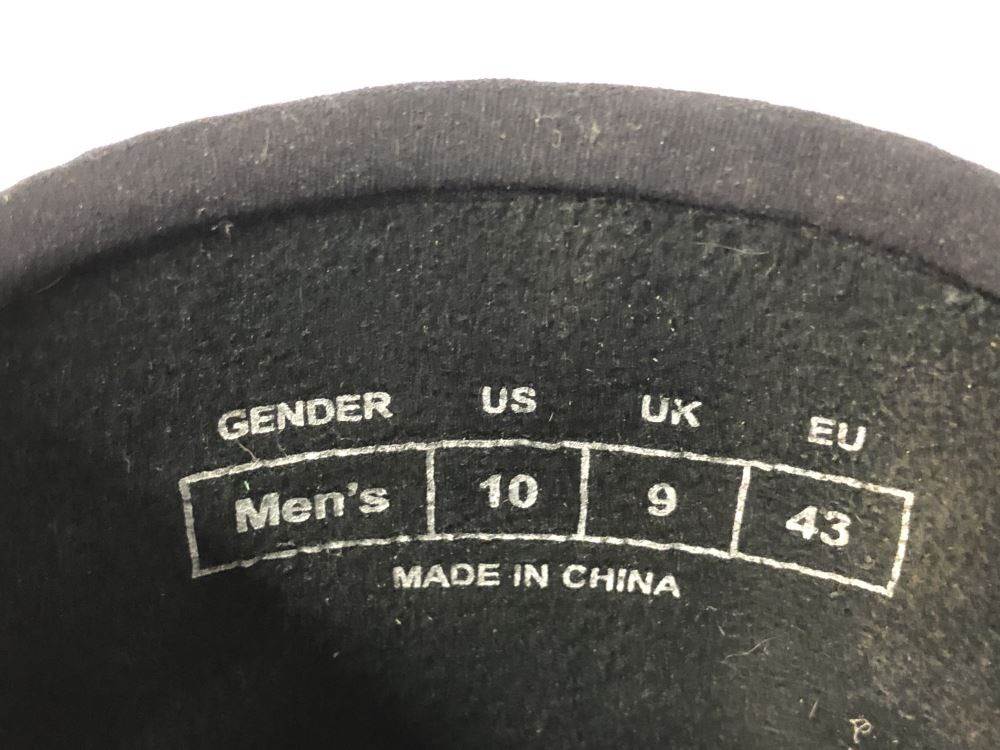 GENDER US UK EU
Men's 10 9 43
MADE IN CHINA